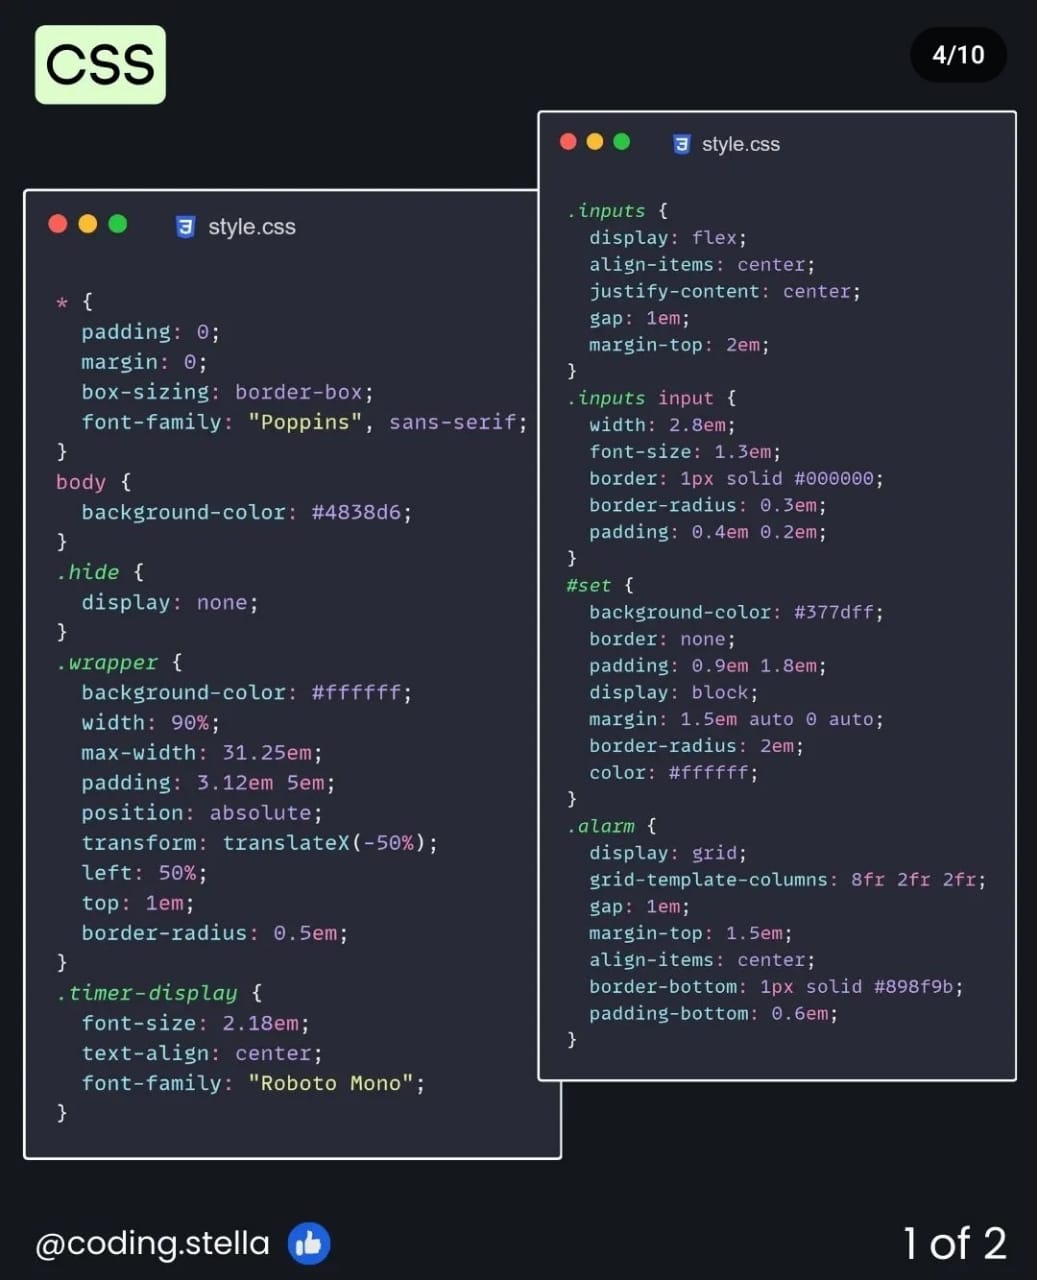 CSS
4/10
style.css
* {
  padding: 0;
  margin: 0;
  box-sizing: border-box;
  font-family: "Poppins", sans-serif;
}
body {
  background-color: #4838d6;
}
.hide {
  display: none;
}
.wrapper {
  background-color: #ffffff;
  width: 90%;
  max-width: 31.25em;
  padding: 3.12em 5em;
  position: absolute;
  transform: translateX(-50%);
  left: 50%;
  top: 1em;
  border-radius: 0.5em;
}
.timer-display {
  font-size: 2.18em;
  text-align: center;
  font-family: "Roboto Mono";
}
style.css
.inputs {
  display: flex;
  align-items: center;
  justify-content: center;
  gap: 1em;
  margin-top: 2em;
}
.inputs input {
  width: 2.8em;
  font-size: 1.3em;
  border: 1px solid #000000;
  border-radius: 0.3em;
  padding: 0.4em 0.2em;
}
#set {
  background-color: #377dff;
  border: none;
  padding: 0.9em 1.8em;
  display: block;
  margin: 1.5em auto 0 auto;
  border-radius: 2em;
  color: #ffffff;
}
.alarm {
  display: grid;
  grid-template-columns: 8fr 2fr 2fr;
  gap: 1em;
  margin-top: 1.5em;
  align-items: center;
  border-bottom: 1px solid #898f9b;
  padding-bottom: 0.6em;
}
@coding.stella
1 of 2